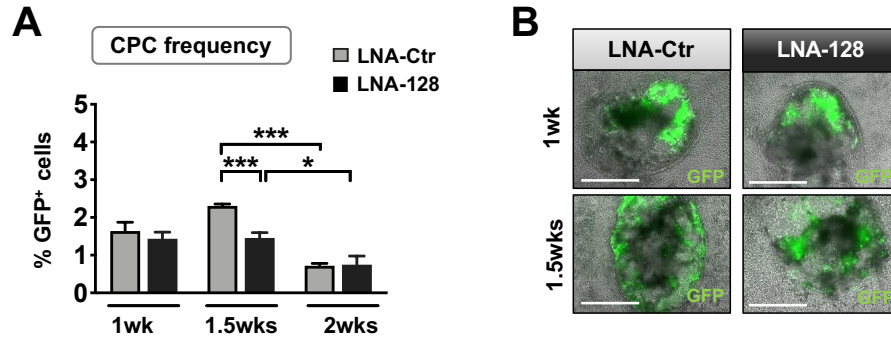 A
CPC frequency
LNA-Ctr
LNA-128
% GFP+ cells
5
4
3
2
1
0
***
***
*
1wk
1.5wks
2wks
B
LNA-Ctr
LNA-128
1wk
GFP
GFP
1.5wks
GFP
GFP